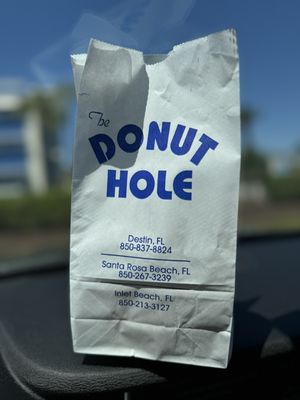 The
DONUT
HOLE
Destin, FL
850-837-8824
Santa Rosa Beach, FL
850-267-3239
Inlet Beach, FL
850-213-3127